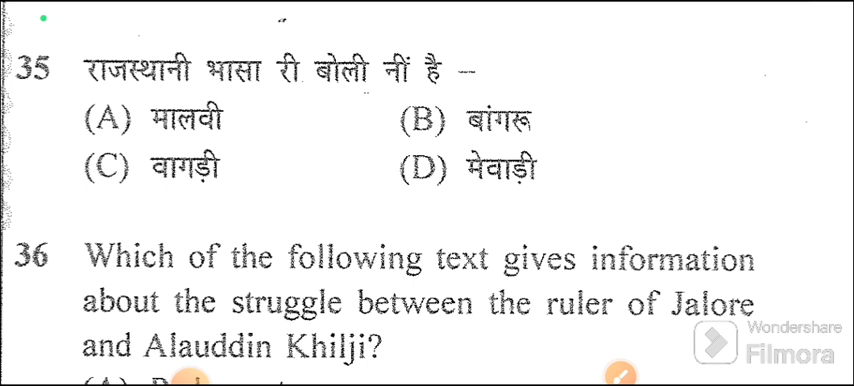 35 राजस्थानी भासा री बोली नीं है –
(A) मालवी (B) बांगरू
(C) वागड़ी (D) मेवाड़ी
36 Which of the following text gives information
about the struggle between the ruler of Jalore
and Alauddin Khilji?
Wondershare
Filmora